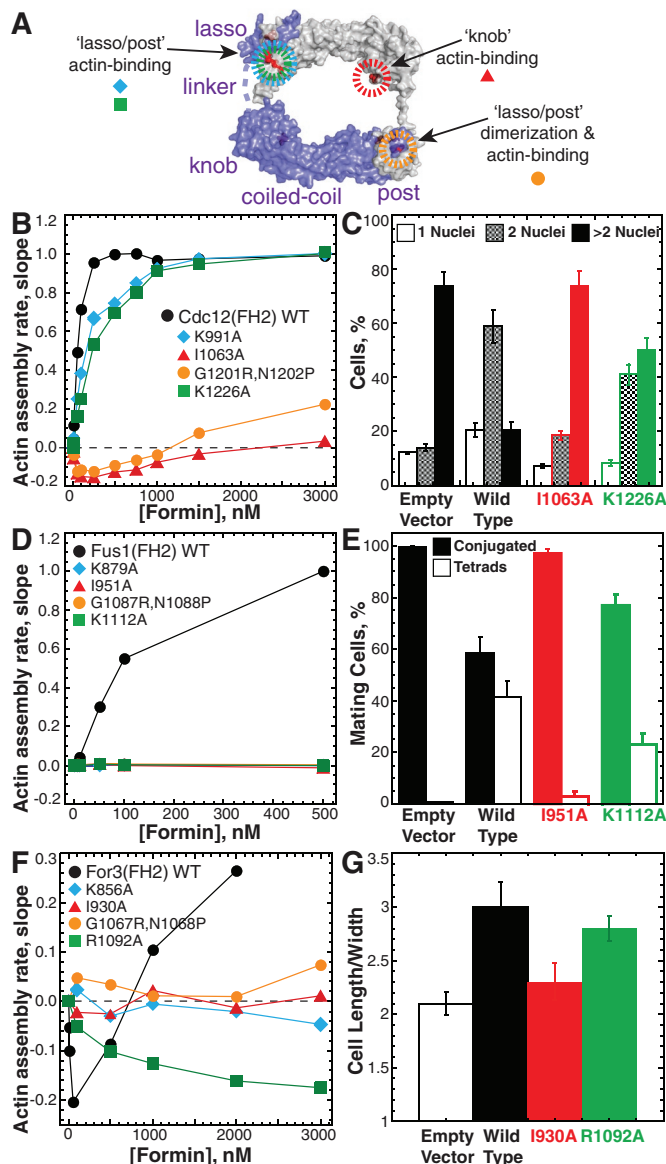 A
lasso
'lasso/post'
actin-binding
linker
knob
coiled-coil
post
'knob'
actin-binding
'lasso/post'
dimerization &
actin-binding
B
Actin assembly rate, slope
1.0
0.8
0.6
0.4
0.2
0.0
-0.2
Cdc12(FH2) WT
K991A
I1063A
G1201R,N1202P
K1226A
0 1000 2000 3000
[Formin], nM
C
Cells, %
100
80
60
40
20
0
1 Nuclei 2 Nuclei >2 Nuclei
Empty Wild I1063A K1226A
Vector Type
D
Actin assembly rate, slope
1.0
0.8
0.6
0.4
0.2
0.0
-0.2
Fus1(FH2) WT
K879A
I951A
G1087R,N1088P
K1112A
0 100 200 300 400 500
[Formin], nM
E
Mating Cells, %
100
80
60
40
20
0
Conjugated
Tetrads
Empty Wild I951A K1112A
Vector Type
F
Actin assembly rate, slope
0.3
0.2
0.1
0.0
-0.1
-0.2
For3(FH2) WT
K856A
I930A
G1067R,N1068P
R1092A
0 1000 2000 3000
[Formin], nM
G
Cell Length/Width
3.5
3
2.5
2
1.5
1
Empty Wild I930A R1092A
Vector Type